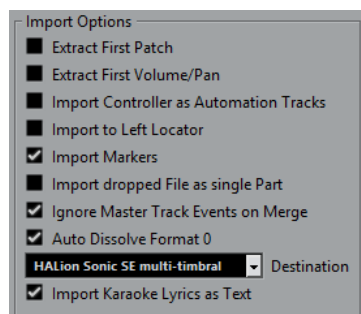 Import Options
Extract First Patch
Extract First Volume/Pan
Import Controller as Automation Tracks
Import to Left Locator
Import Markers
Import dropped File as single Part
Ignore Master Track Events on Merge
Auto Dissolve Format 0
HALion Sonic SE multi-timbral Destination
Import Karaoke Lyrics as Text